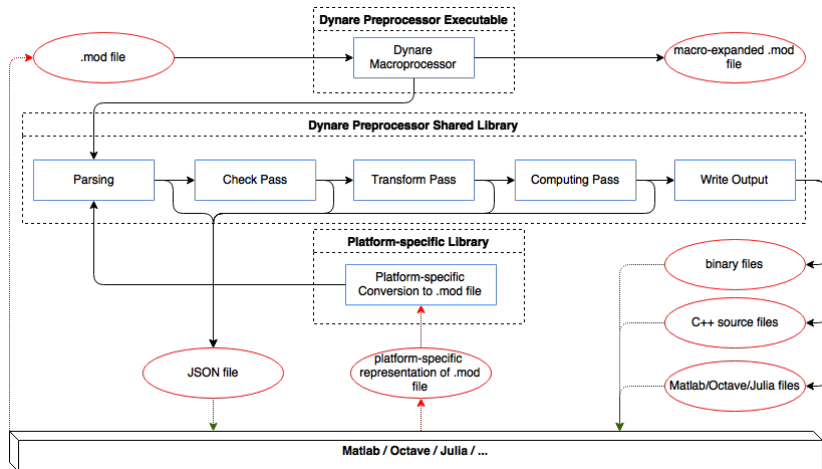 Dynare Preprocessor Executable
.mod file
Dynare
Macroprocessor
macro-expanded .mod
file
Dynare Preprocessor Shared Library
Parsing
Check Pass
Transform Pass
Computing Pass
Write Output
Platform-specific Library
Platform-specific
Conversion to .mod file
binary files
C++ source files
JSON file
platform-specific
representation of .mod
file
Matlab/Octave/Julia files
Matlab / Octave / Julia / ...